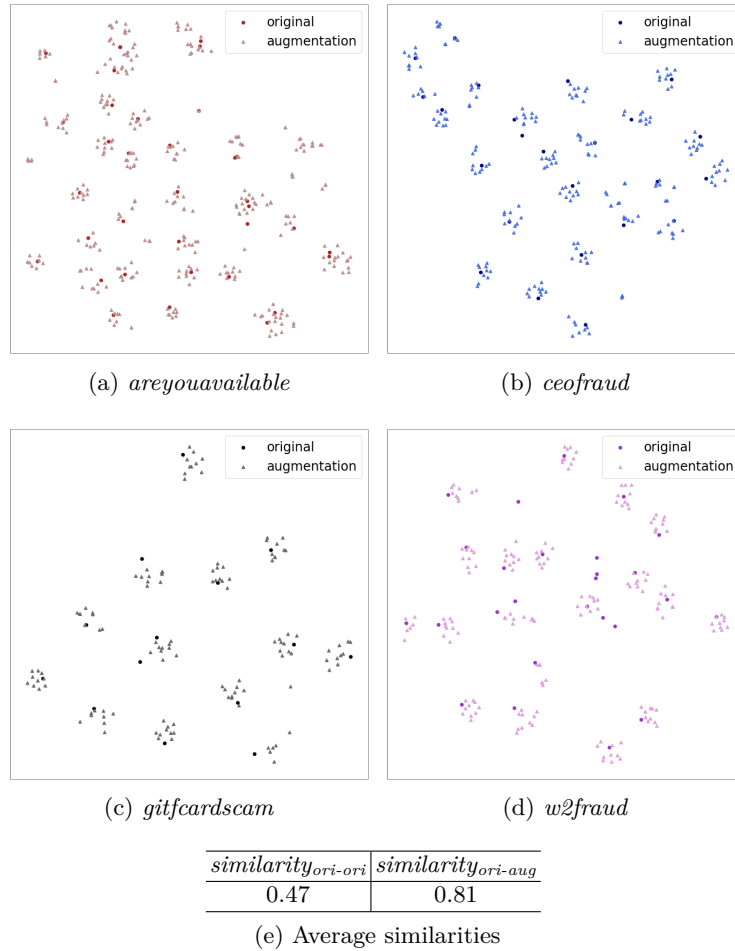 original
augmentation
original
augmentation
(a) areyouavailable
(b) ceofraud
original
augmentation
original
augmentation
(c) gitfcardscam
(d) w2fraud
similarity_ori-ori similarity_ori-aug
0.47 0.81
(e) Average similarities